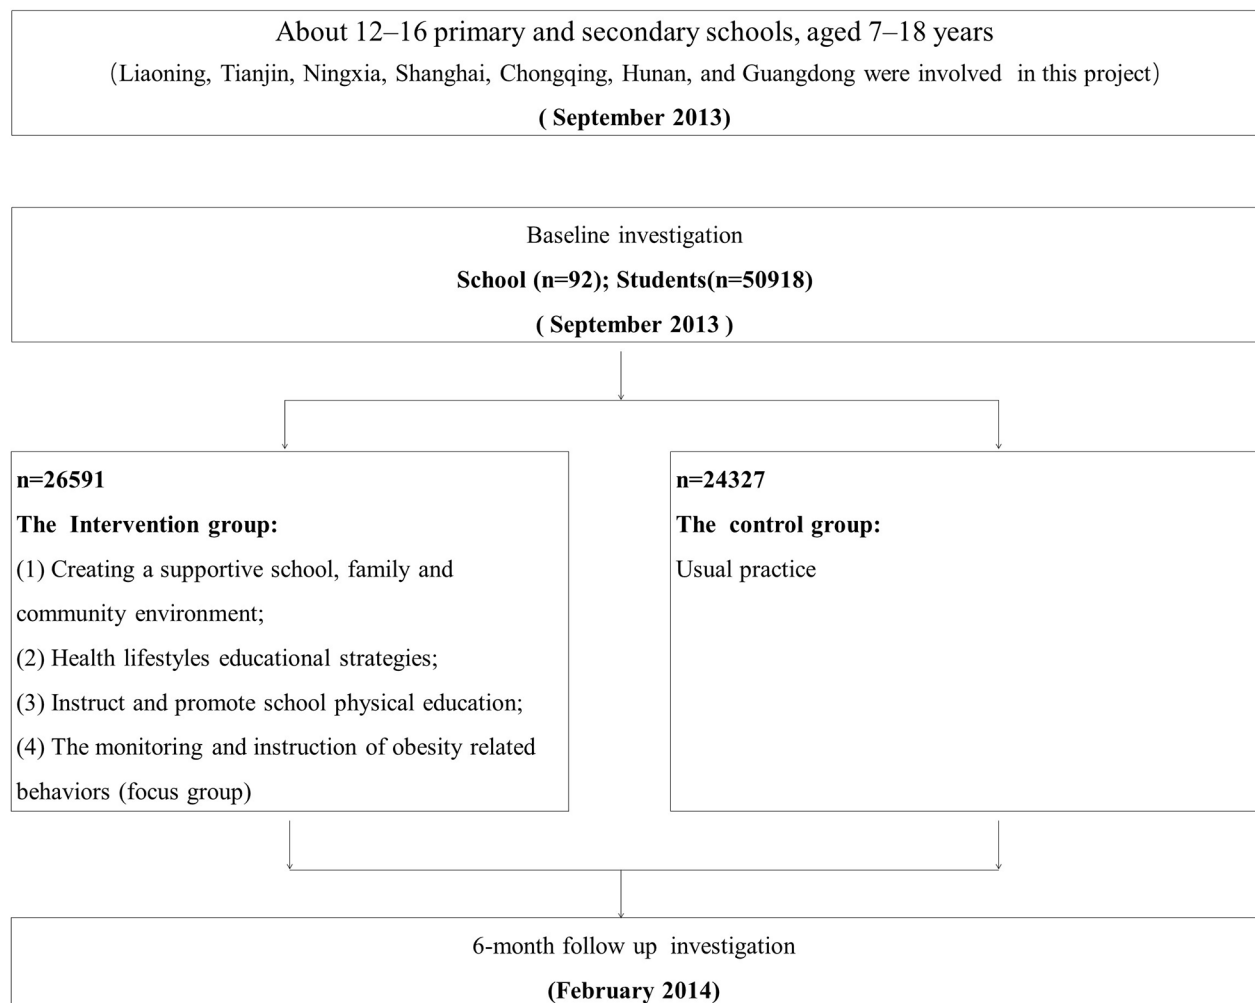 About 12–16 primary and secondary schools, aged 7–18 years
（Liaoning, Tianjin, Ningxia, Shanghai, Chongqing, Hunan, and Guangdong were involved in this project）
( September 2013)
Baseline investigation
School (n=92); Students(n=50918)
( September 2013 )
n=26591
The Intervention group:
(1) Creating a supportive school, family and
community environment;
(2) Health lifestyles educational strategies;
(3) Instruct and promote school physical education;
(4) The monitoring and instruction of obesity related
behaviors (focus group)
n=24327
The control group:
Usual practice
6-month follow up investigation
(February 2014)